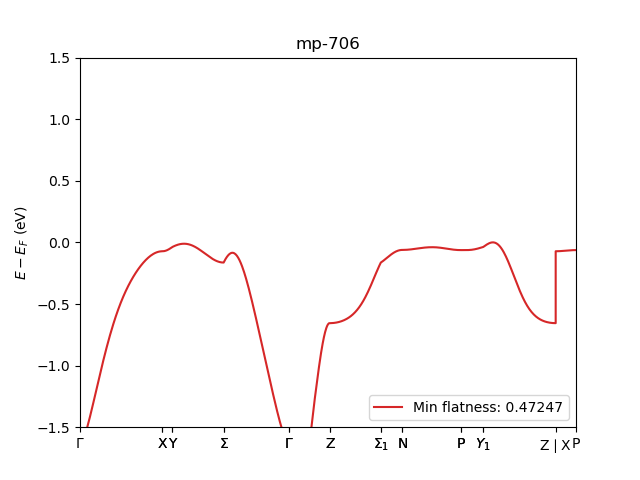 mp-706
E − E_F (eV)
1.5
1.0
0.5
0.0
−0.5
−1.0
−1.5
Min flatness: 0.47247
Γ X Y Σ Γ Z Σ₁ N P Y₁ Z | X P